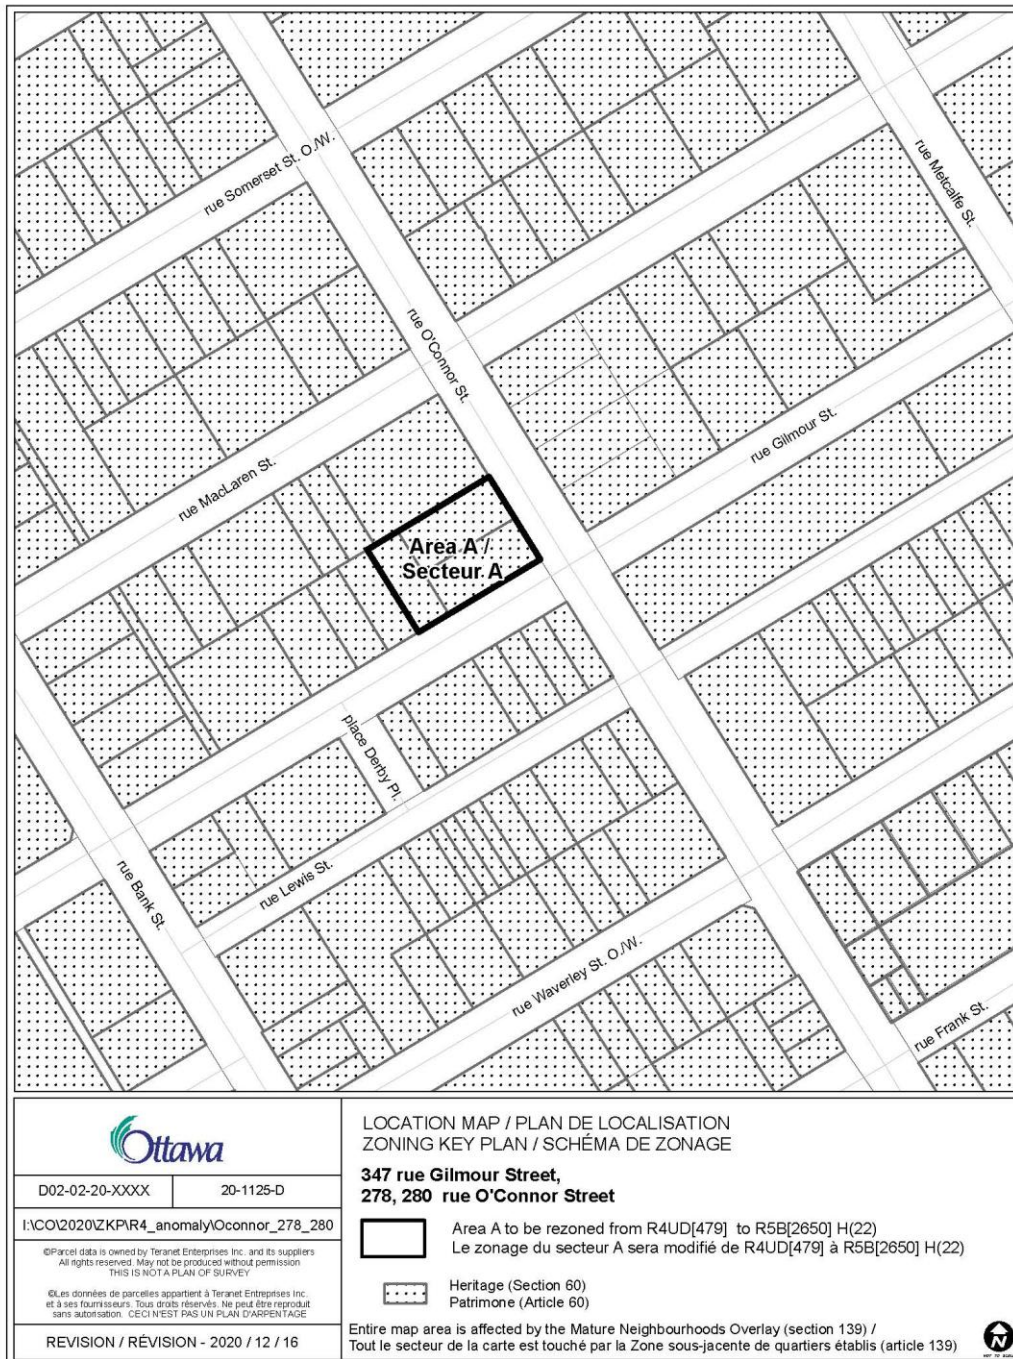 rue Somerset St. O./W.
rue Metcalfe St.
rue O'Connor St.
rue Gilmour St.
rue MacLaren St.
Area A /
Secteur A
place Derby Pl.
rue Bank St.
rue Lewis St.
rue Waverley St. O./W.
rue Frank St.
Ottawa
D02-02-20-XXXX
20-1125-D
I:\CO\2020\ZKP\R4_anomaly\Oconnor_278_280
©Parcel data is owned by Teranet Enterprises Inc. and its suppliers
All rights reserved. May not be produced without permission
THIS IS NOT A PLAN OF SURVEY
©Les données de parcelles appartient à Teranet Entreprises Inc.
et à ses fournisseurs. Tous droits réservés. Ne peut être reproduit
sans autorisation. CECI N'EST PAS UN PLAN D'ARPENTAGE
REVISION / RÉVISION - 2020 / 12 / 16
LOCATION MAP / PLAN DE LOCALISATION
ZONING KEY PLAN / SCHÉMA DE ZONAGE
347 rue Gilmour Street,
278, 280 rue O'Connor Street
Area A to be rezoned from R4UD[479] to R5B[2650] H(22)
Le zonage du secteur A sera modifié de R4UD[479] à R5B[2650] H(22)
Heritage (Section 60)
Patrimone (Article 60)
Entire map area is affected by the Mature Neighbourhoods Overlay (section 139) /
Tout le secteur de la carte est touché par la Zone sous-jacente de quartiers établis (article 139)
N